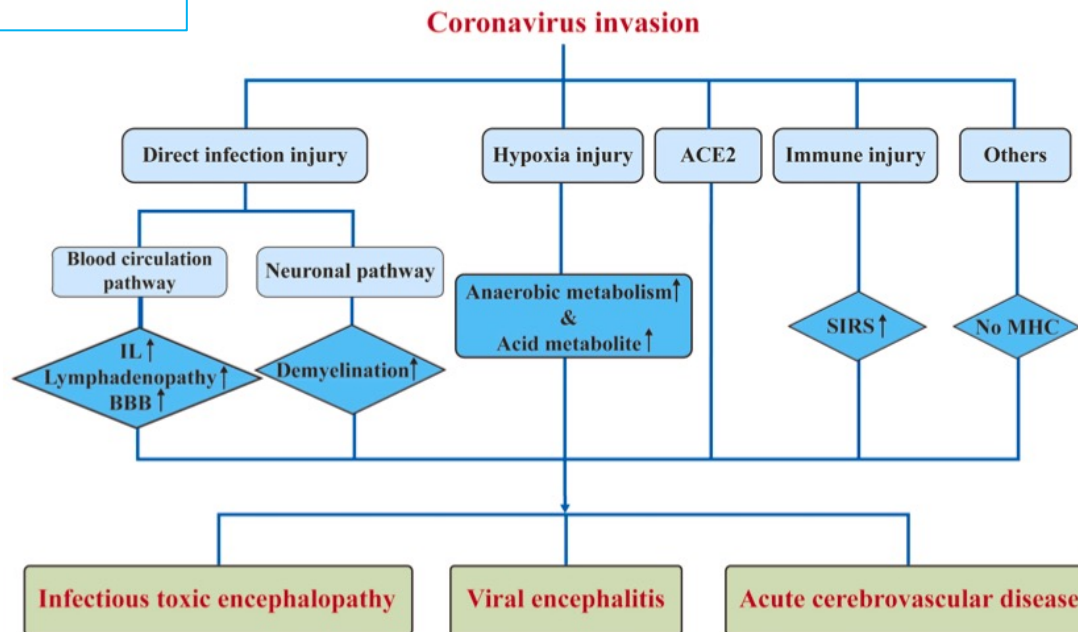 Coronavirus invasion
Direct infection injury
Hypoxia injury
ACE2
Immune injury
Others
Blood circulation
pathway
Neuronal pathway
Anaerobic metabolism↑
&
Acid metabolite↑
IL↑
Lymphadenopathy↑
BBB↑
Demyelination↑
SIRS↑
No MHC
Infectious toxic encephalopathy
Viral encephalitis
Acute cerebrovascular disease